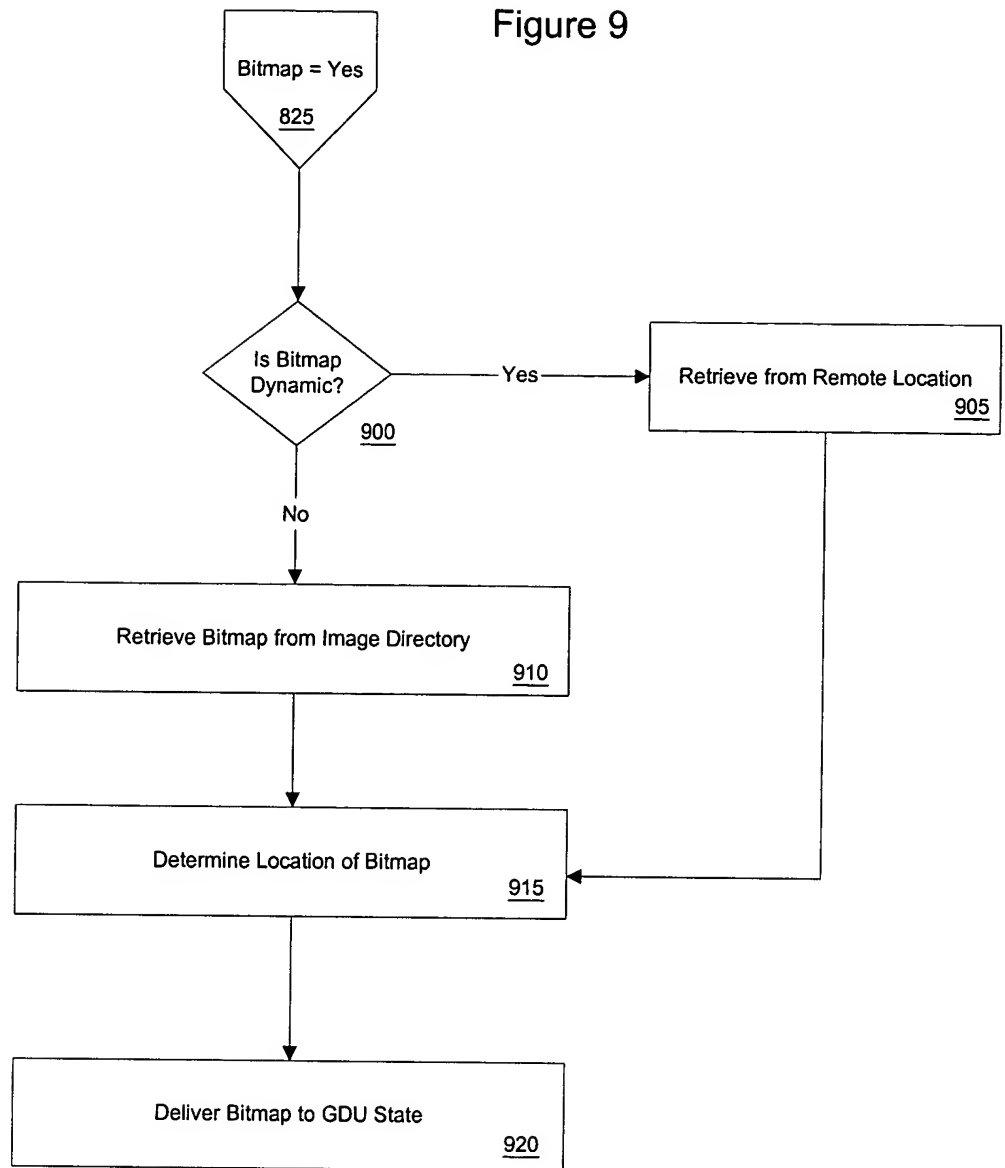 Figure 9
Bitmap = Yes
825
Is Bitmap
Dynamic?
900
Yes
Retrieve from Remote Location
905
No
Retrieve Bitmap from Image Directory
910
Determine Location of Bitmap
915
Deliver Bitmap to GDU State
920